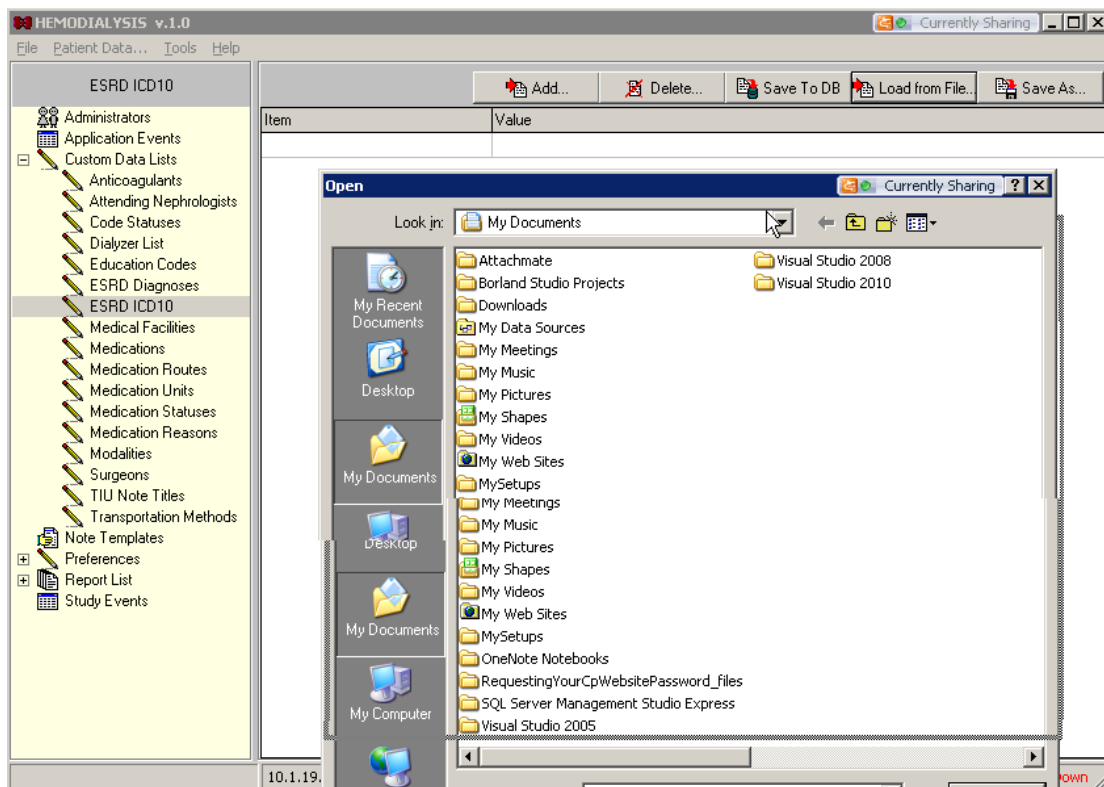 HEMODIALYSIS v.1.0
Currently Sharing
File Patient Data... Tools Help
ESRD ICD10
Add...
Delete...
Save To DB
Load from File...
Save As...
Administrators
Application Events
Custom Data Lists
Anticoagulants
Attending Nephrologists
Code Statuses
Dialyzer List
Education Codes
ESRD Diagnoses
ESRD ICD10
Medical Facilities
Medications
Medication Routes
Medication Units
Medication Statuses
Medication Reasons
Modalities
Surgeons
TIU Note Titles
Transportation Methods
Note Templates
Preferences
Report List
Study Events
Item
Value
Open
Currently Sharing
Look in:
My Documents
My Recent
Documents
Desktop
My Documents
Desktop
My Documents
My Computer
Attachmate
Borland Studio Projects
Downloads
My Data Sources
My Meetings
My Music
My Pictures
My Shapes
My Videos
My Web Sites
MySetups
My Meetings
My Music
My Pictures
My Shapes
My Videos
My Web Sites
MySetups
OneNote Notebooks
RequestingYourCpWebsitePassword_files
SQL Server Management Studio Express
Visual Studio 2005
Visual Studio 2008
Visual Studio 2010
10.1.19.